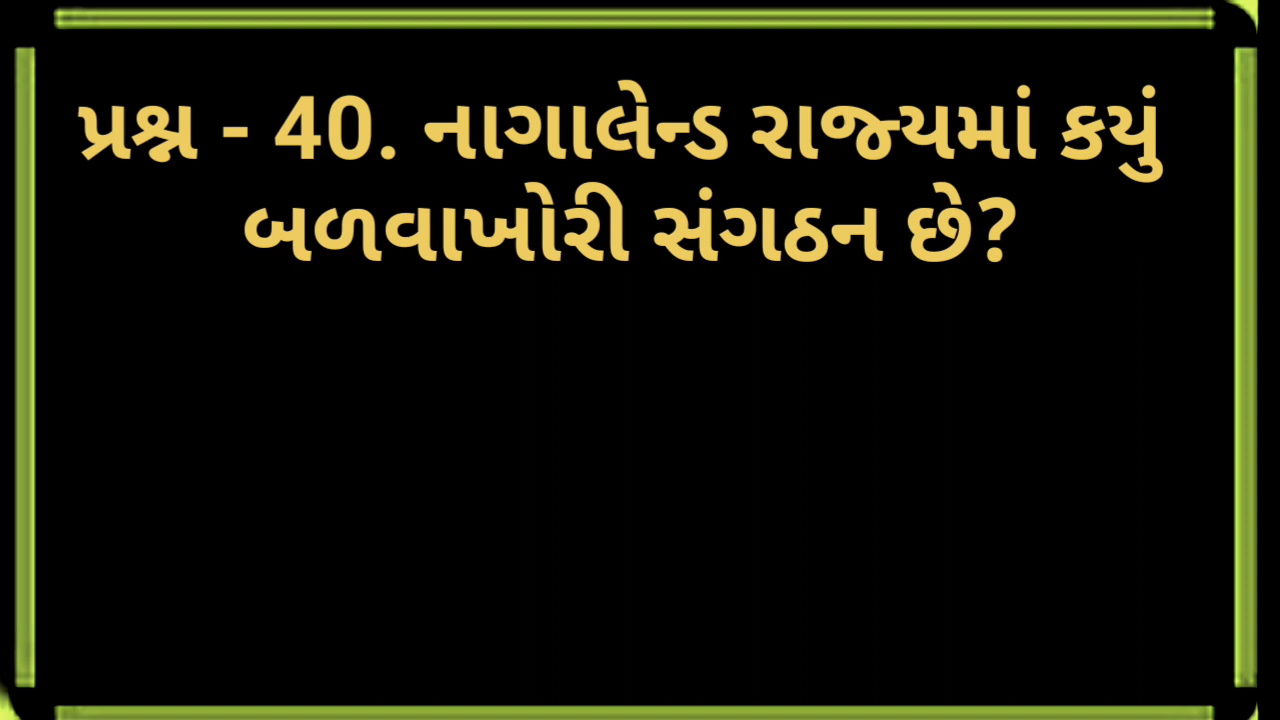 પ્રશ્ન - 40. નાગાલેન્ડ રાજ્યમાં કયું
બળવાખોરી સંગઠન છે?